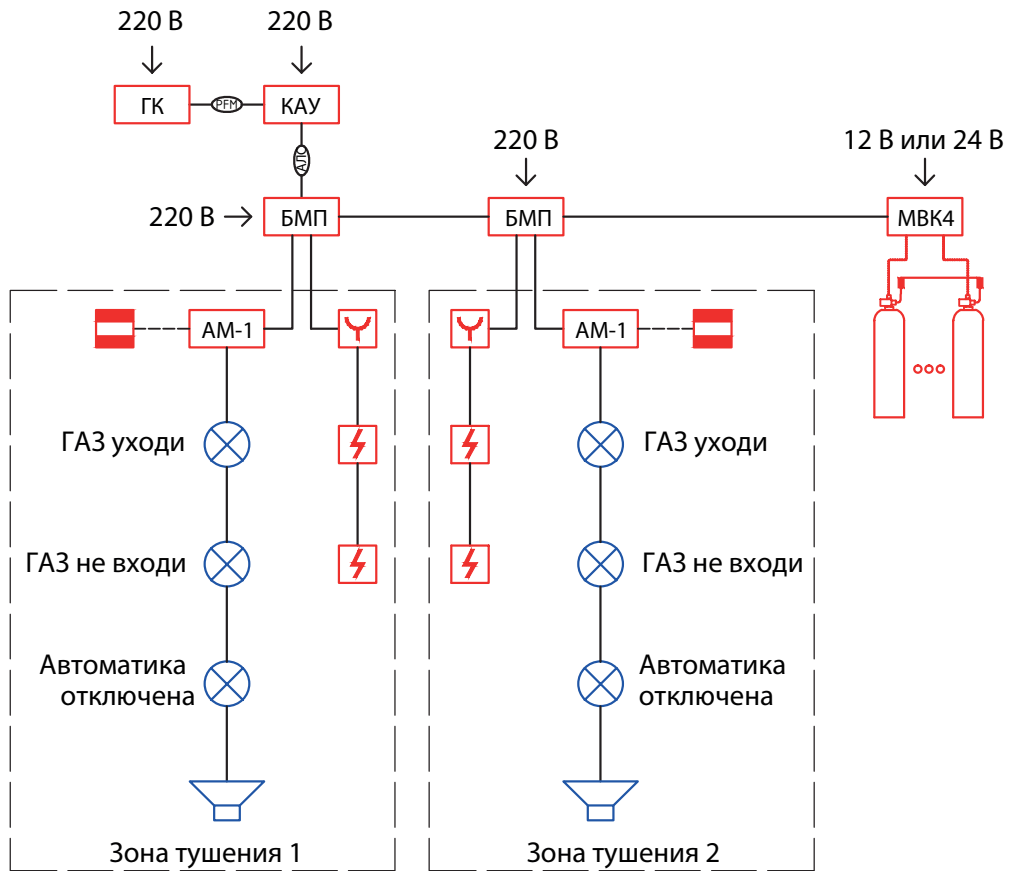 220 В
220 В
ГК
PFM
КАУ
АЛС
220 В
12 В или 24 В
220 В
БМП
БМП
МВК4
АМ-1
АМ-1
ГАЗ уходи
ГАЗ уходи
ГАЗ не входи
ГАЗ не входи
Автоматика
отключена
Автоматика
отключена
Зона тушения 1
Зона тушения 2